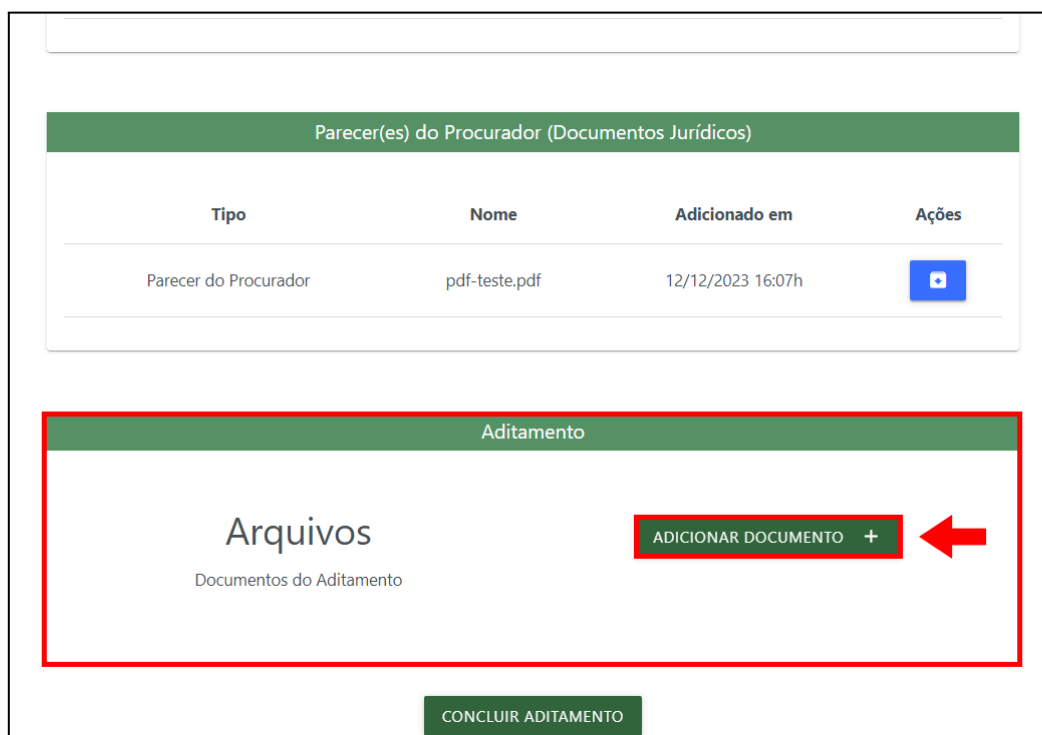 Parecer(es) do Procurador (Documentos Jurídicos)
Tipo Nome Adicionado em Ações
Parecer do Procurador pdf-teste.pdf 12/12/2023 16:07h
Aditamento
Arquivos
ADICIONAR DOCUMENTO +
Documentos do Aditamento
CONCLUIR ADITAMENTO